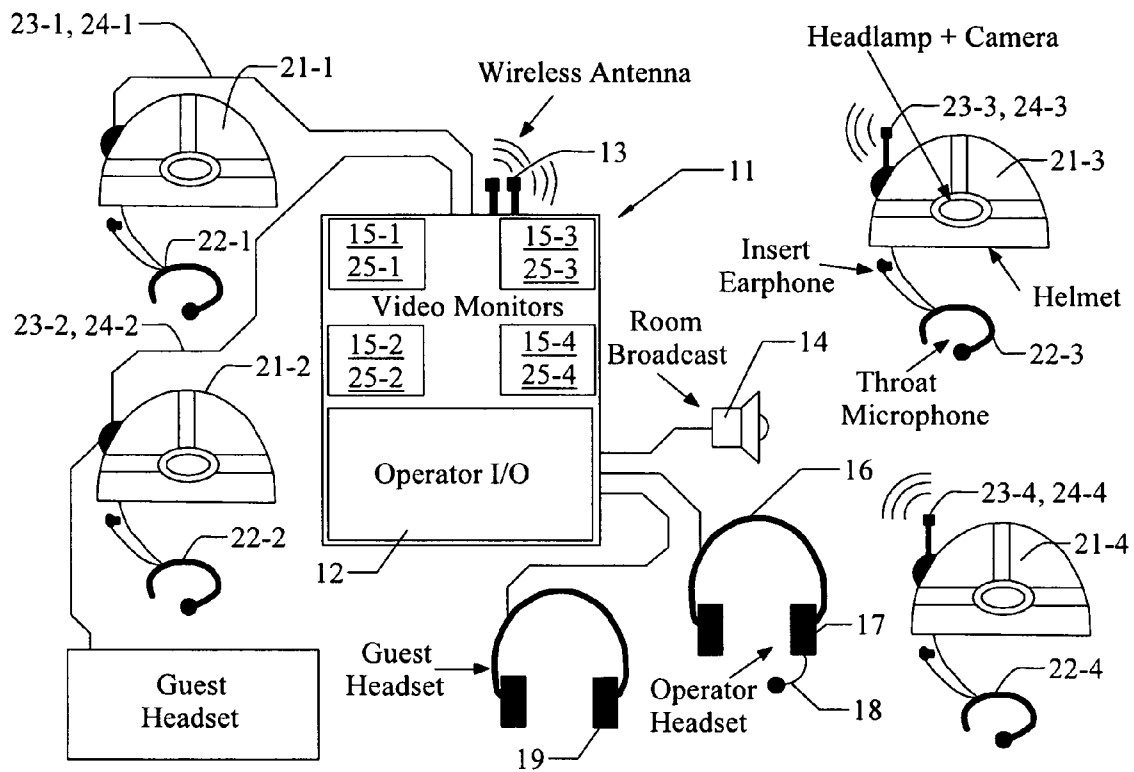 23-1, 24-1
21-1
Wireless Antenna
13
11
Headlamp + Camera
23-3, 24-3
21-3
22-1
15-1
25-1
15-3
25-3
Video Monitors
Insert
Earphone
Helmet
23-2, 24-2
21-2
15-2
25-2
15-4
25-4
Room
Broadcast
14
Throat
Microphone
22-3
Operator I/O
16
23-4, 24-4
21-4
22-2
12
17
Guest
Headset
Guest
Headset
Operator
Headset
18
19
22-4